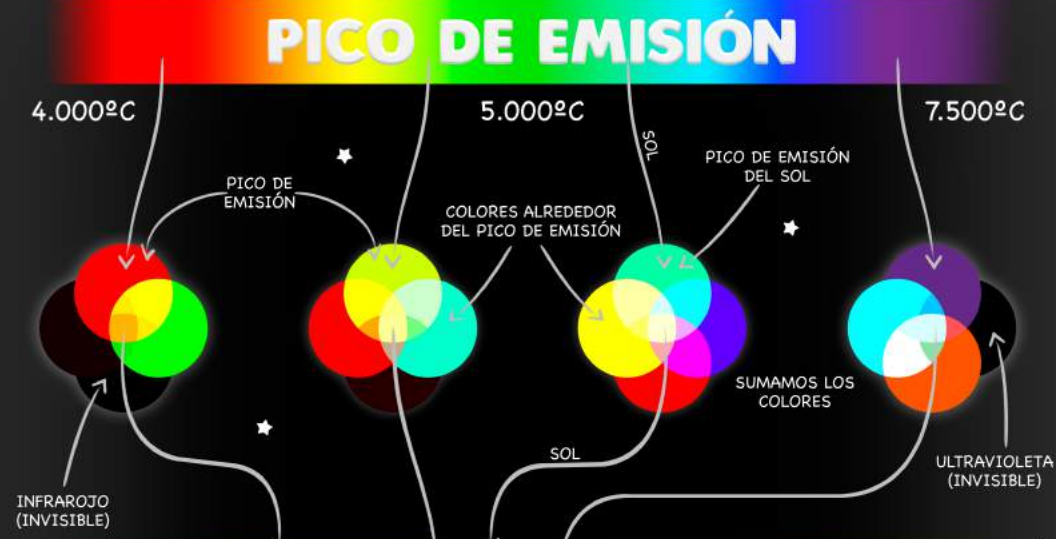 PICO DE EMISIÓN
4.000ºC
5.000ºC
7.500ºC
SOL
PICO DE EMISIÓN
DEL SOL
PICO DE
EMISIÓN
COLORES ALREDEDOR
DEL PICO DE EMISIÓN
SUMAMOS LOS
COLORES
SOL
ULTRAVIOLETA
(INVISIBLE)
INFRAROJO
(INVISIBLE)